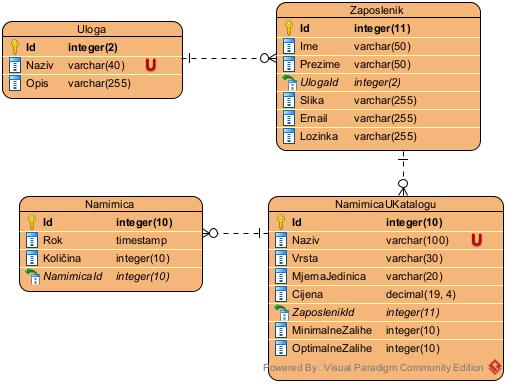 Uloga
Id integer(2)
Naziv varchar(40) U
Opis varchar(255)
Zaposlenik
Id integer(11)
Ime varchar(50)
Prezime varchar(50)
UlogaId integer(2)
Slika varchar(255)
Email varchar(255)
Lozinka varchar(255)
Namimica
Id integer(10)
Rok timestamp
Količina integer(10)
NamimicaId integer(10)
NamimicaUKatalogu
Id integer(10)
Naziv varchar(100) U
Vrsta varchar(30)
MjernaJedinica varchar(20)
Cijena decimal(19, 4)
ZaposlenikId integer(11)
MinimalneZalihe integer(10)
OptimalneZalihe integer(10)
Powered By Visual Paradigm Community Edition